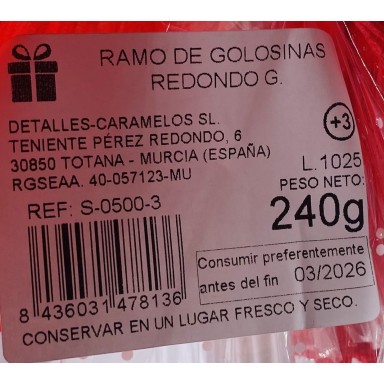 RAMO DE GOLOSINAS
REDONDO G.
DETALLES-CARAMELOS SL.
TENIENTE PÉREZ REDONDO, 6
30850 TOTANA - MURCIA (ESPAÑA)
RGSEAA. 40-057123-MU
+3
L.1025
PESO NETO:
240g
REF: S-0500-3
8 436031 478136
Consumir preferentemente
antes del fin 03/2026
CONSERVAR EN UN LUGAR FRESCO Y SECO.